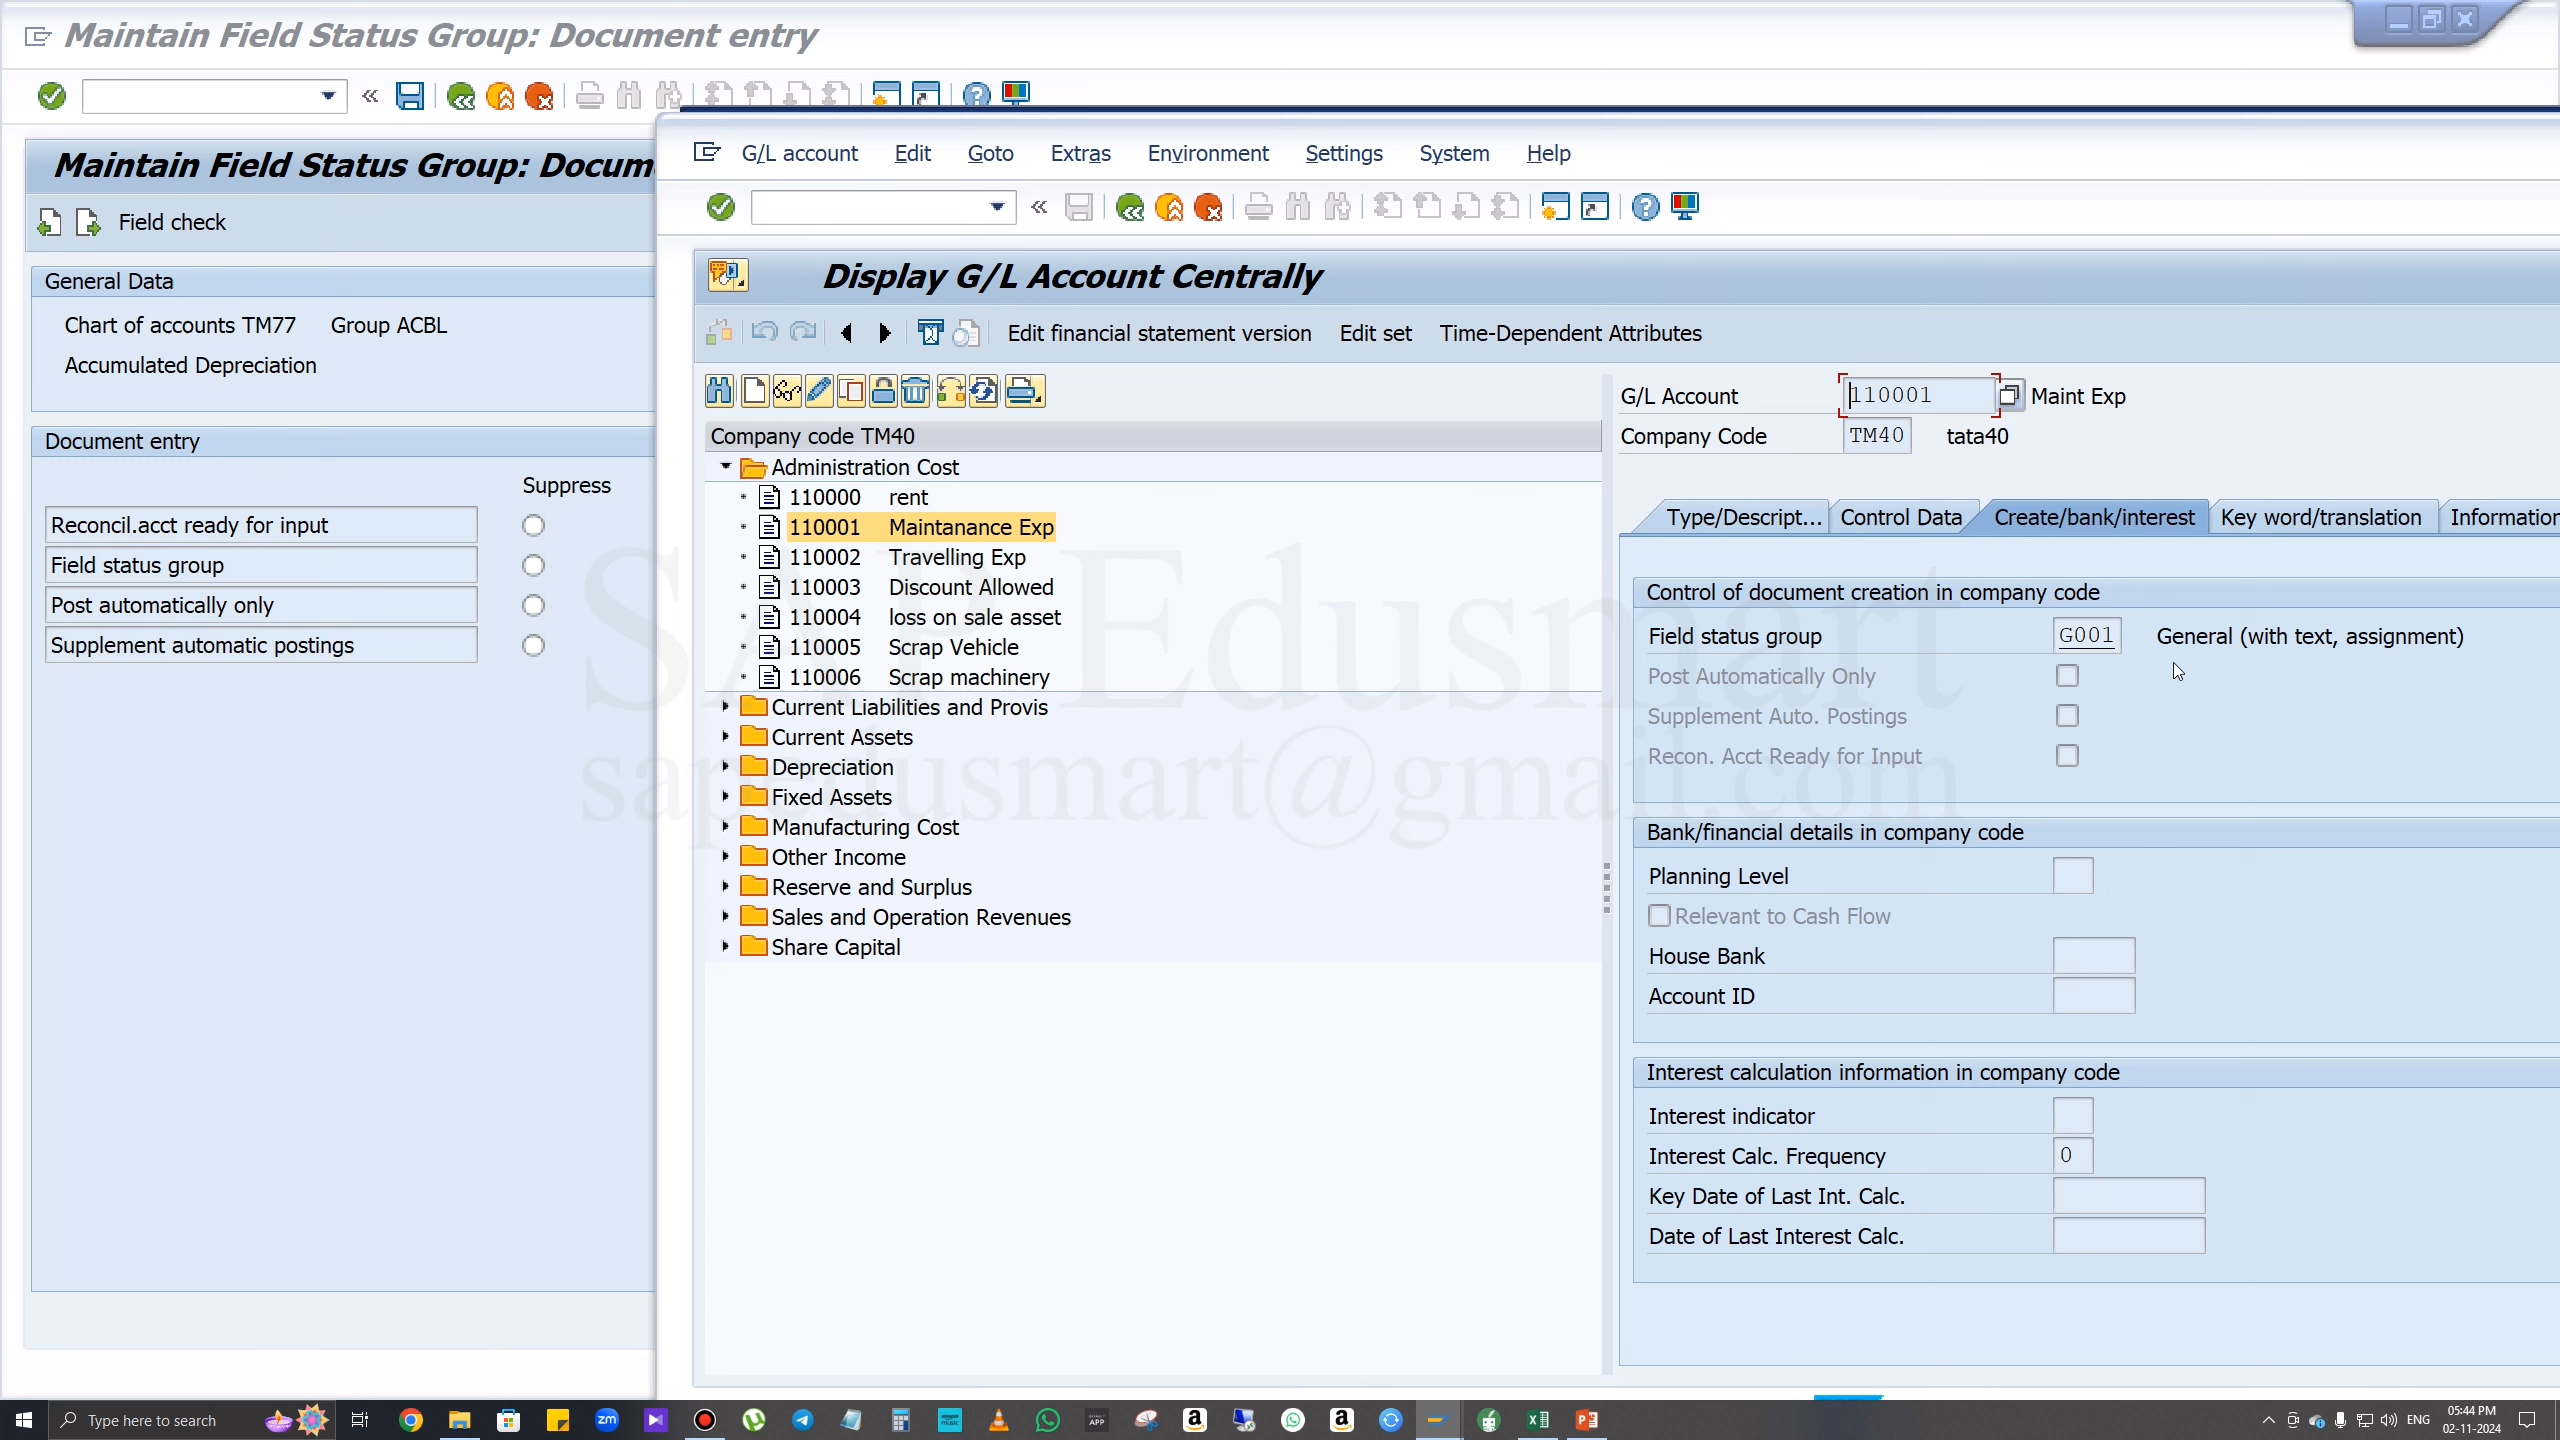 Maintain Field Status Group: Document entry
Maintain Field Status Group: Docum
Field check
General Data
Chart of accounts TM77 Group ACBL
Accumulated Depreciation
Document entry
Suppress
Reconcil.acct ready for input
Field status group
Post automatically only
Supplement automatic postings
G/L account Edit Goto Extras Environment Settings System Help
Display G/L Account Centrally
Edit financial statement version Edit set Time-Dependent Attributes
Company code TM40
Administration Cost
110000 rent
110001 Maintanance Exp
110002 Travelling Exp
110003 Discount Allowed
110004 loss on sale asset
110005 Scrap Vehicle
110006 Scrap machinery
Current Liabilities and Provis
Current Assets
Depreciation
Fixed Assets
Manufacturing Cost
Other Income
Reserve and Surplus
Sales and Operation Revenues
Share Capital
G/L Account 110001 Maint Exp
Company Code TM40 tata40
Type/Descript... Control Data Create/bank/interest Key word/translation Information
Control of document creation in company code
Field status group G001 General (with text, assignment)
Post Automatically Only
Supplement Auto. Postings
Recon. Acct Ready for Input
Bank/financial details in company code
Planning Level
Relevant to Cash Flow
House Bank
Account ID
Interest calculation information in company code
Interest indicator
Interest Calc. Frequency 0
Key Date of Last Int. Calc.
Date of Last Interest Calc.
SAP Edusmart
sapedusmart@gmail.com
Type here to search
zm
APP
ENG
05:44 PM
02-11-2024